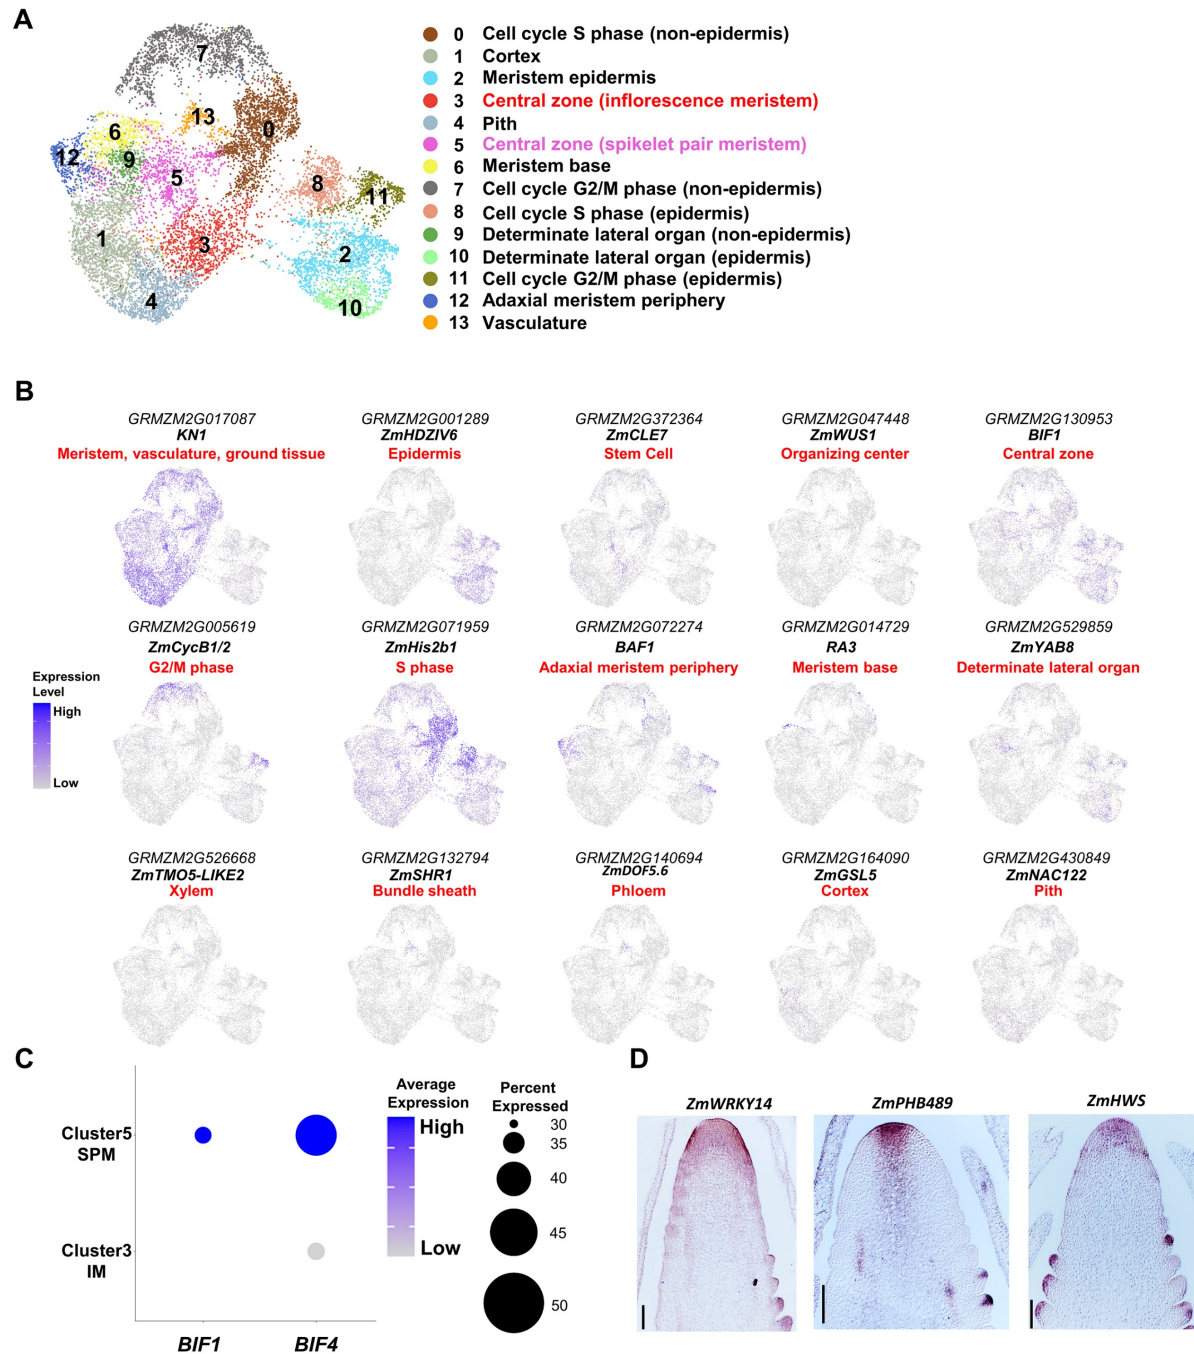 A
0 Cell cycle S phase (non-epidermis)
1 Cortex
2 Meristem epidermis
3 Central zone (inflorescence meristem)
4 Pith
5 Central zone (spikelet pair meristem)
6 Meristem base
7 Cell cycle G2/M phase (non-epidermis)
8 Cell cycle S phase (epidermis)
9 Determinate lateral organ (non-epidermis)
10 Determinate lateral organ (epidermis)
11 Cell cycle G2/M phase (epidermis)
12 Adaxial meristem periphery
13 Vasculature
7
13
0
6
12
9
5
8
11
1
3
2
4
10
B
GRMZM2G017087 GRMZM2G001289 GRMZM2G372364 GRMZM2G047448 GRMZM2G130953
KN1 ZmHDZIV6 ZmCLE7 ZmWUS1 BIF1
Meristem, vasculature, ground tissue Epidermis Stem Cell Organizing center Central zone
GRMZM2G005619 GRMZM2G071959 GRMZM2G072274 GRMZM2G014729 GRMZM2G529859
ZmCycB1/2 ZmHis2b1 BAF1 RA3 ZmYAB8
G2/M phase S phase Adaxial meristem periphery Meristem base Determinate lateral organ
Expression
Level
High
Low
GRMZM2G526668 GRMZM2G132794 GRMZM2G140694 GRMZM2G164090 GRMZM2G430849
ZmTMO5-LIKE2 ZmSHR1 ZmDOF5.6 ZmGSL5 ZmNAC122
Xylem Bundle sheath Phloem Cortex Pith
C
Cluster5
SPM
Cluster3
IM
BIF1 BIF4
Average
Expression
High
Low
Percent
Expressed
30
35
40
45
50
D
ZmWRKY14 ZmPHB489 ZmHWS